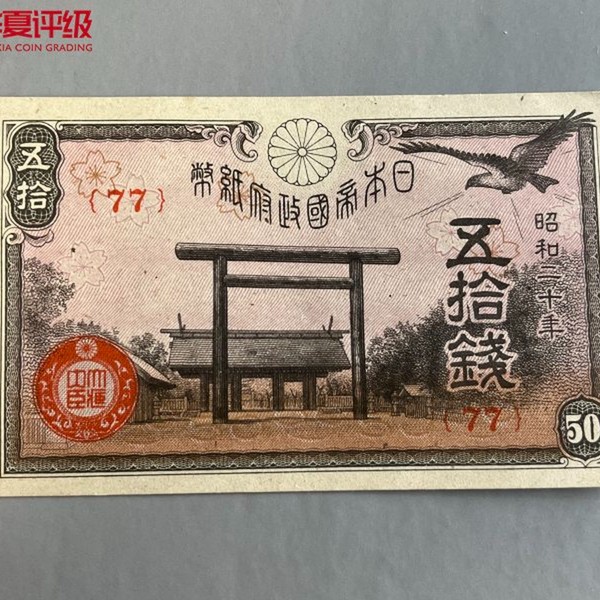 夏评级
XIA COIN GRADING
五拾
日本帝國政府紙幣
{77}
昭和二十年
五拾錢
{77}
50